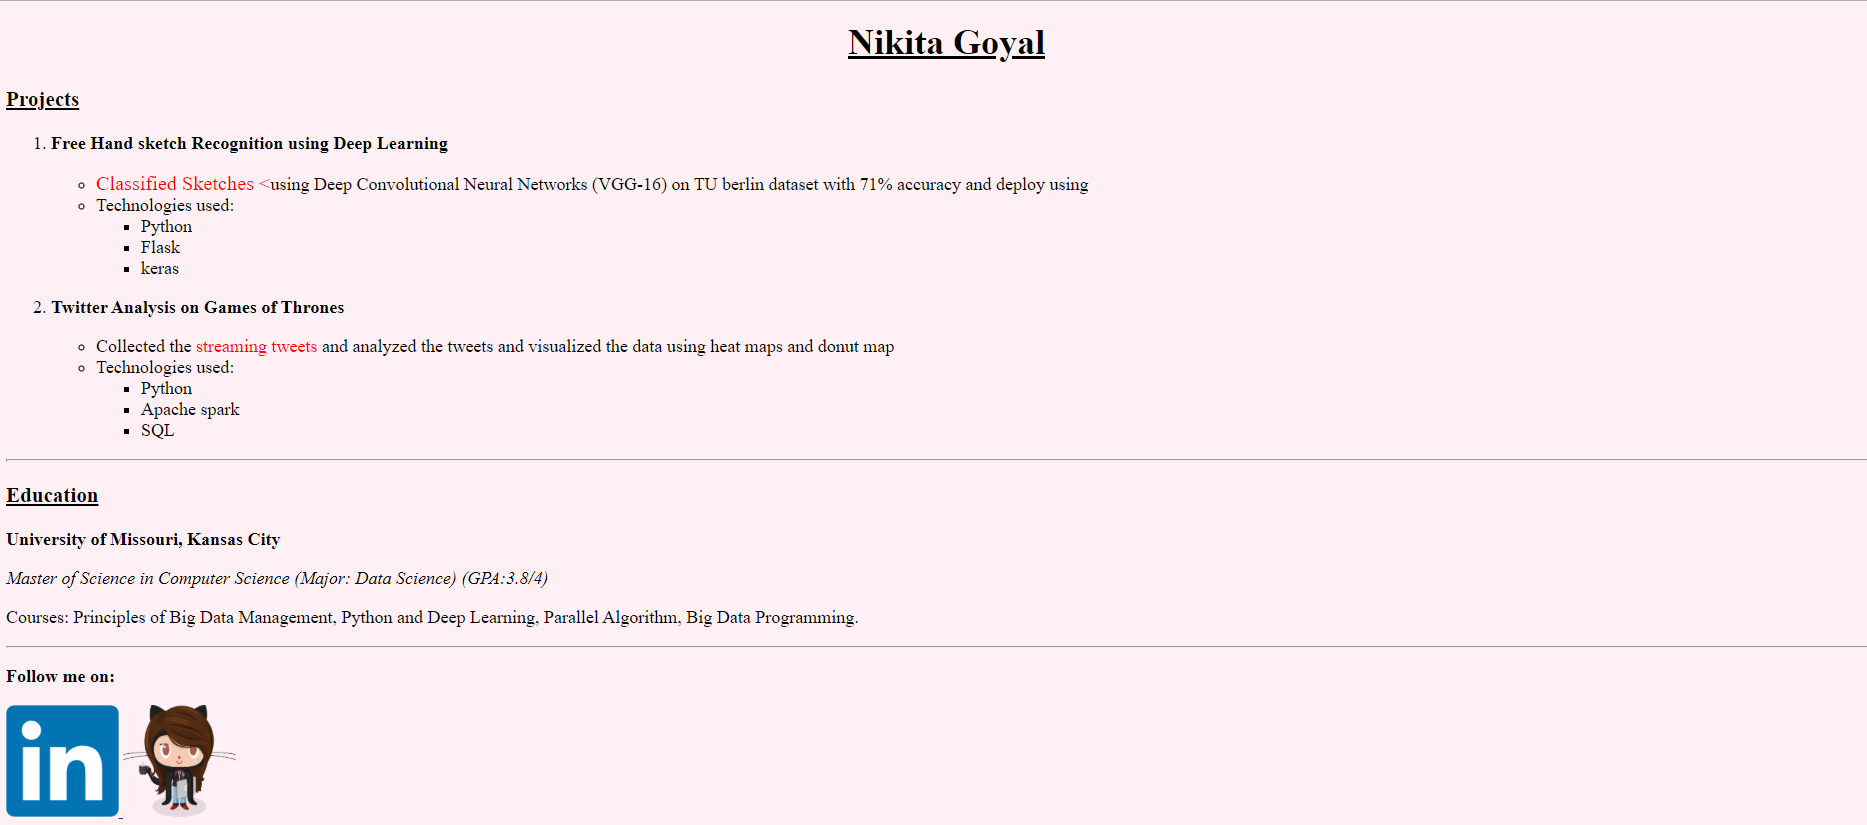 Nikita Goyal
Projects
1. Free Hand sketch Recognition using Deep Learning
Classified Sketches <using Deep Convolutional Neural Networks (VGG-16) on TU berlin dataset with 71% accuracy and deploy using
Technologies used:
Python
Flask
keras
2. Twitter Analysis on Games of Thrones
Collected the streaming tweets and analyzed the tweets and visualized the data using heat maps and donut map
Technologies used:
Python
Apache spark
SQL
Education
University of Missouri, Kansas City
Master of Science in Computer Science (Major: Data Science) (GPA:3.8/4)
Courses: Principles of Big Data Management, Python and Deep Learning, Parallel Algorithm, Big Data Programming.
Follow me on:
in